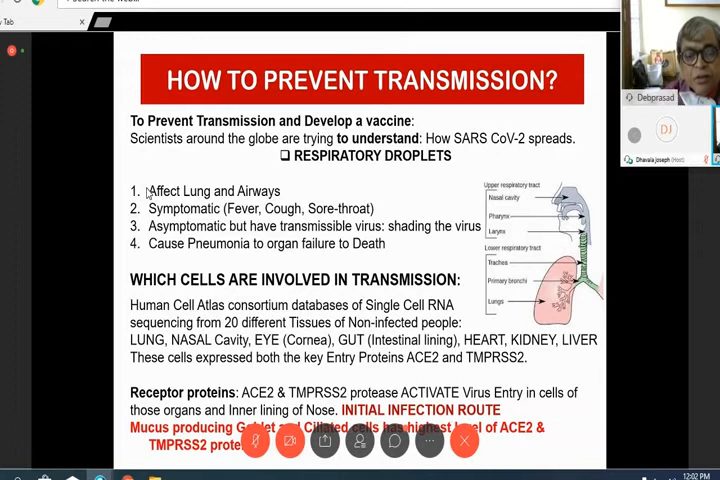 w Tab
×
HOW TO PREVENT TRANSMISSION?
To Prevent Transmission and Develop a vaccine:
Scientists around the globe are trying to understand: How SARS CoV-2 spreads.
❑ RESPIRATORY DROPLETS
1. Affect Lung and Airways
2. Symptomatic (Fever, Cough, Sore-throat)
3. Asymptomatic but have transmissible virus: shading the virus
4. Cause Pneumonia to organ failure to Death
Upper respiratory tract
Nasal cavity
Pharynx
Larynx
Lower respiratory tract
Trachea
Primary bronchi
Lungs
WHICH CELLS ARE INVOLVED IN TRANSMISSION:
Human Cell Atlas consortium databases of Single Cell RNA
sequencing from 20 different Tissues of Non-infected people:
LUNG, NASAL Cavity, EYE (Cornea), GUT (Intestinal lining), HEART, KIDNEY, LIVER
These cells expressed both the key Entry Proteins ACE2 and TMPRSS2.
Receptor proteins: ACE2 & TMPRSS2 protease ACTIVATE Virus Entry in cells of
those organs and Inner lining of Nose. INITIAL INFECTION ROUTE
Mucus producing Goblet and Ciliated cells has highest level of ACE2 &
TMPRSS2 prote
Debprasad
DJ
Dhavala joseph (Host)
12:02 PM